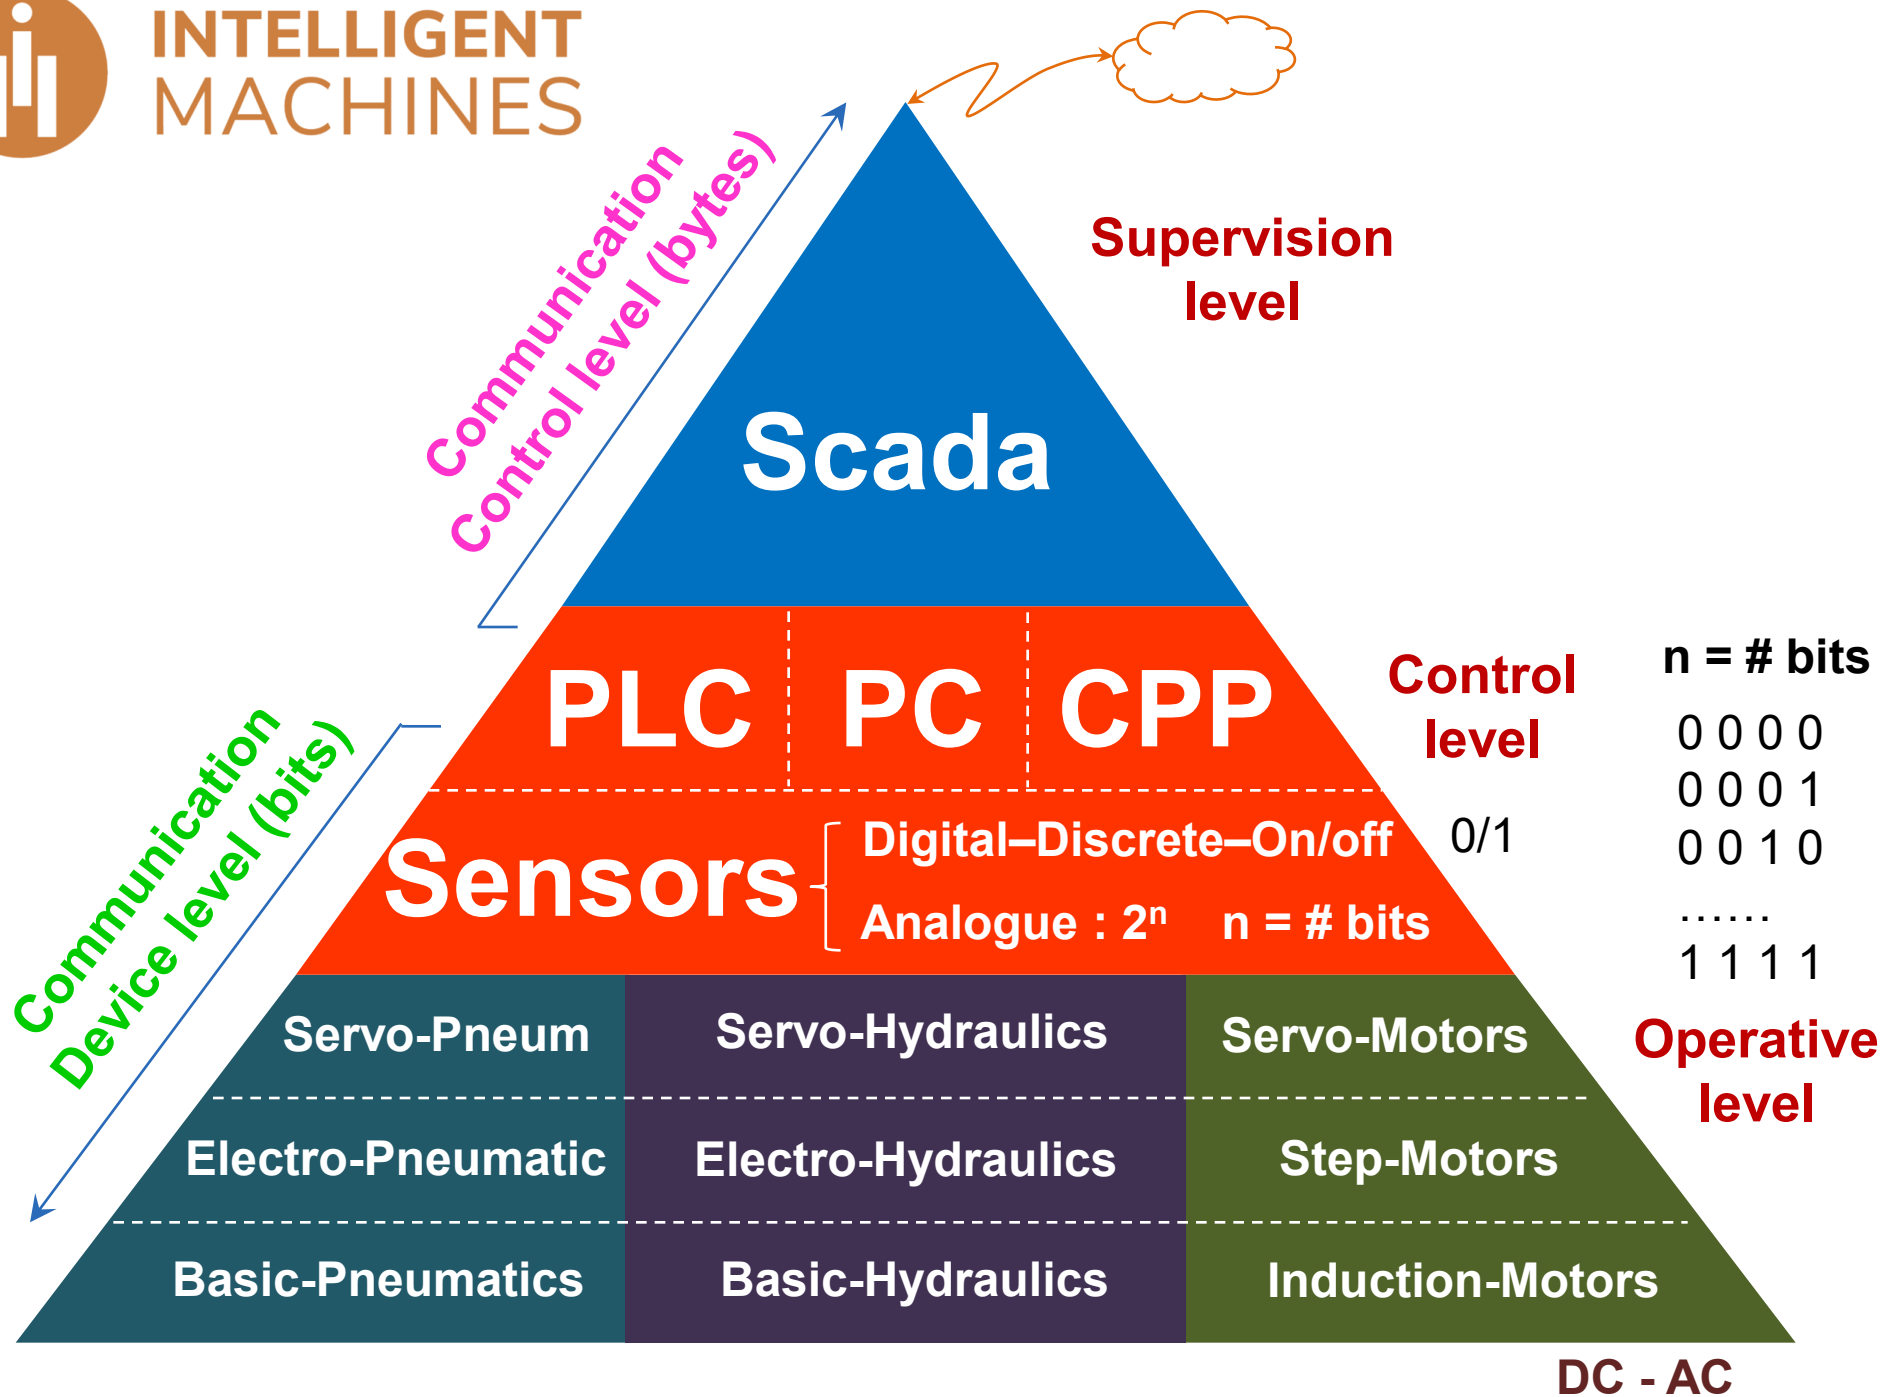 INTELLIGENT
MACHINES
Communication
Control level (bytes)
Supervision
level
Scada
PLC PC CPP
Control
level
n = # bits
0 0 0 0
0 0 0 1
0 0 1 0
......
1 1 1 1
Communication
Device level (bits)
Sensors
Digital–Discrete–On/off
0/1
Analogue : 2ⁿ n = # bits
Operative
level
Servo-Pneum Servo-Hydraulics Servo-Motors
Electro-Pneumatic Electro-Hydraulics Step-Motors
Basic-Pneumatics Basic-Hydraulics Induction-Motors
DC - AC